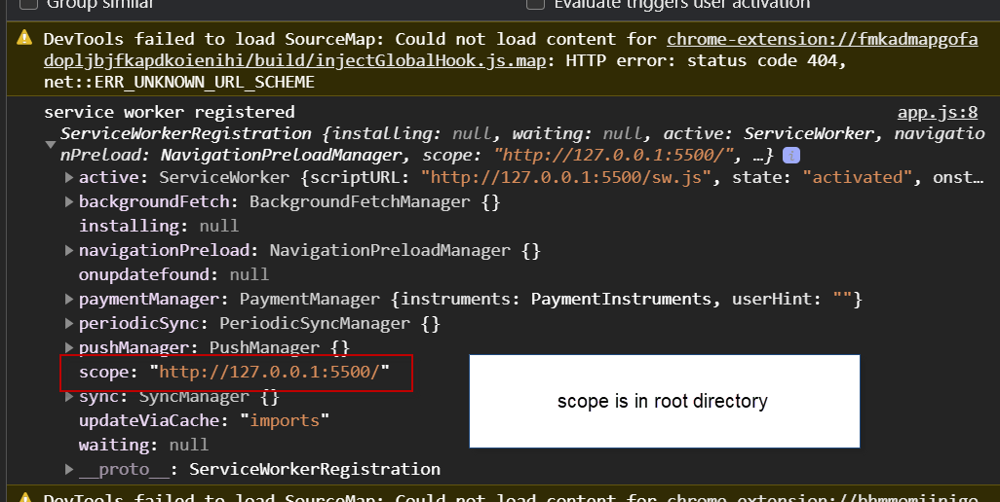 Group similar
Evaluate triggers user activation
DevTools failed to load SourceMap: Could not load content for chrome-extension://fmkadmapgofa
dopljbjfkapdkoienihi/build/injectGlobalHook.js.map: HTTP error: status code 404,
net::ERR_UNKNOWN_URL_SCHEME
service worker registered app.js:8
ServiceWorkerRegistration {installing: null, waiting: null, active: ServiceWorker, navigatio
nPreload: NavigationPreloadManager, scope: "http://127.0.0.1:5500/", …} i
active: ServiceWorker {scriptURL: "http://127.0.0.1:5500/sw.js", state: "activated", onst…
backgroundFetch: BackgroundFetchManager {}
installing: null
navigationPreload: NavigationPreloadManager {}
onupdatefound: null
paymentManager: PaymentManager {instruments: PaymentInstruments, userHint: ""}
periodicSync: PeriodicSyncManager {}
pushManager: PushManager {}
scope: "http://127.0.0.1:5500/"
scope is in root directory
sync: SyncManager {}
updateViaCache: "imports"
waiting: null
__proto__: ServiceWorkerRegistration
DevTools failed to load SourceMap: Could not load content for